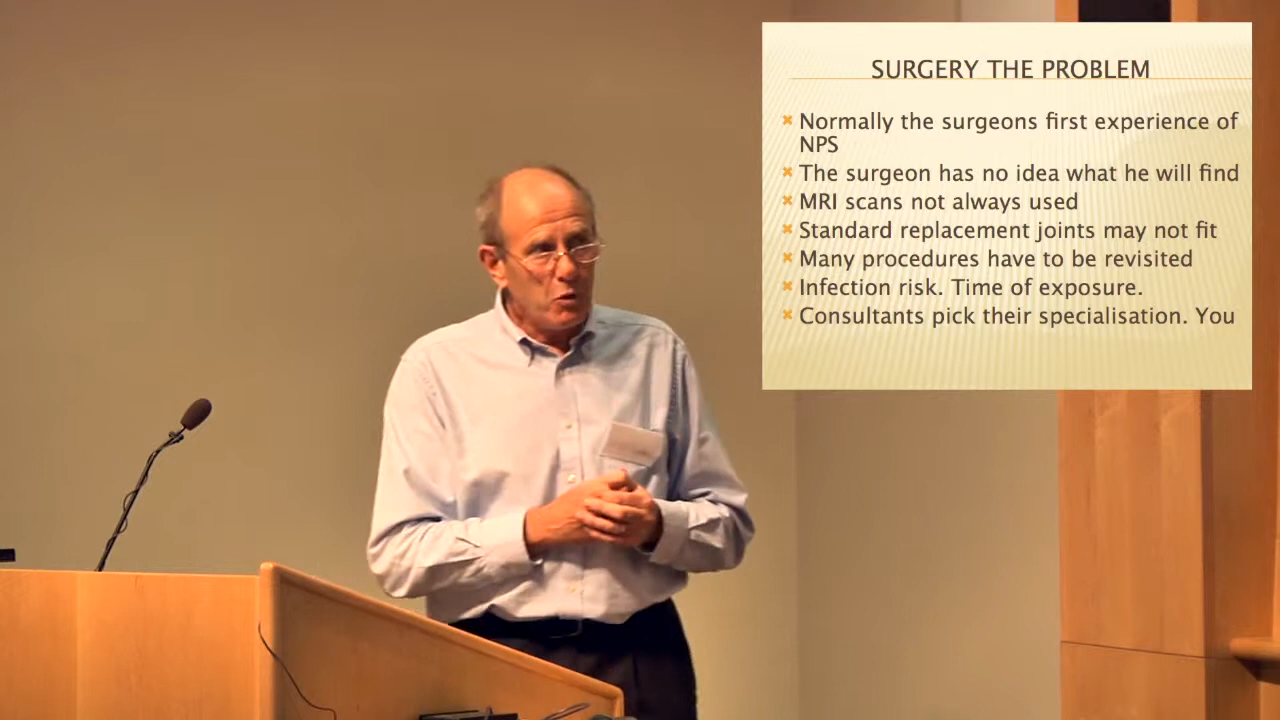 SURGERY THE PROBLEM
Normally the surgeons first experience of
NPS
The surgeon has no idea what he will find
MRI scans not always used
Standard replacement joints may not fit
Many procedures have to be revisited
Infection risk. Time of exposure.
Consultants pick their specialisation. You